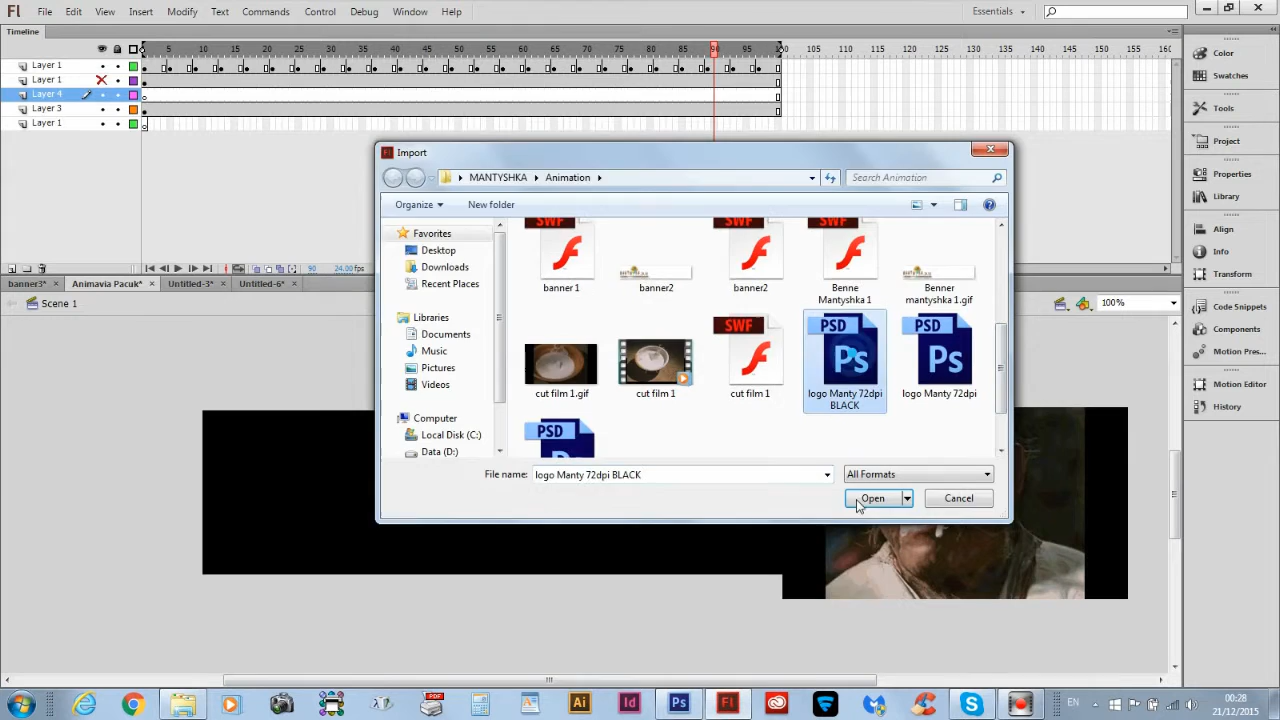 Fl File Edit View Insert Modify Text Commands Control Debug Window Help Essentials
Timeline
5 10 15 20 25 30 35 40 45 50 55 60 65 70 75 80 85 90 95 100 105 110 115 120 125 130 135 140 145 150 155 160
Layer 1
Layer 1
Layer 4
Layer 3
Layer 1
90 24.00 fps
banner3* Animavia Pacuk* Untitled-3* Untitled-6*
Scene 1 100%
Color
Swatches
Tools
Project
Properties
Library
Align
Info
Transform
Code Snippets
Components
Motion Pres...
Motion Editor
History
Fl Import
MANTYSHKA Animation Search Animation
Organize New folder
Favorites
Desktop
Downloads
Recent Places
Libraries
Documents
Music
Pictures
Videos
Computer
Local Disk (C:)
Data (D:)
SWF SWF SWF
banner 1 banner2 banner2 Benne Mantyshka 1 Benner mantyshka 1.gif
SWF PSD Ps PSD Ps
cut film 1.gif cut film 1 cut film 1 logo Manty 72dpi BLACK logo Manty 72dpi
PSD
File name: logo Manty 72dpi BLACK All Formats
Open Cancel
PDF Ai Id Ps Fl EN 00:28
21/12/2015